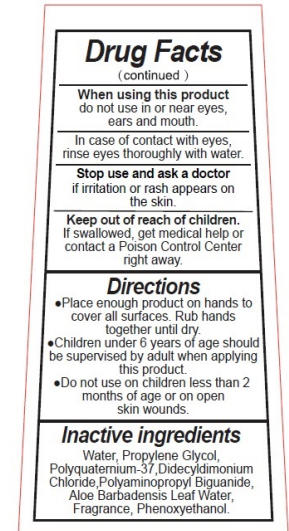 Drug Facts
(continued )
When using this product
do not use in or near eyes,
ears and mouth.
In case of contact with eyes,
rinse eyes thoroughly with water.
Stop use and ask a doctor
if irritation or rash appears on
the skin.
Keep out of reach of children.
If swallowed, get medical help or
contact a Poison Control Center
right away.
Directions
●Place enough product on hands to
cover all surfaces. Rub hands
together until dry.
●Children under 6 years of age should
be supervised by adult when applying
this product.
●Do not use on children less than 2
months of age or on open
skin wounds.
Inactive ingredients
Water, Propylene Glycol,
Polyquaternium-37,Didecyldimonium
Chloride,Polyaminopropyl Biguanide,
Aloe Barbadensis Leaf Water,
Fragrance, Phenoxyethanol.